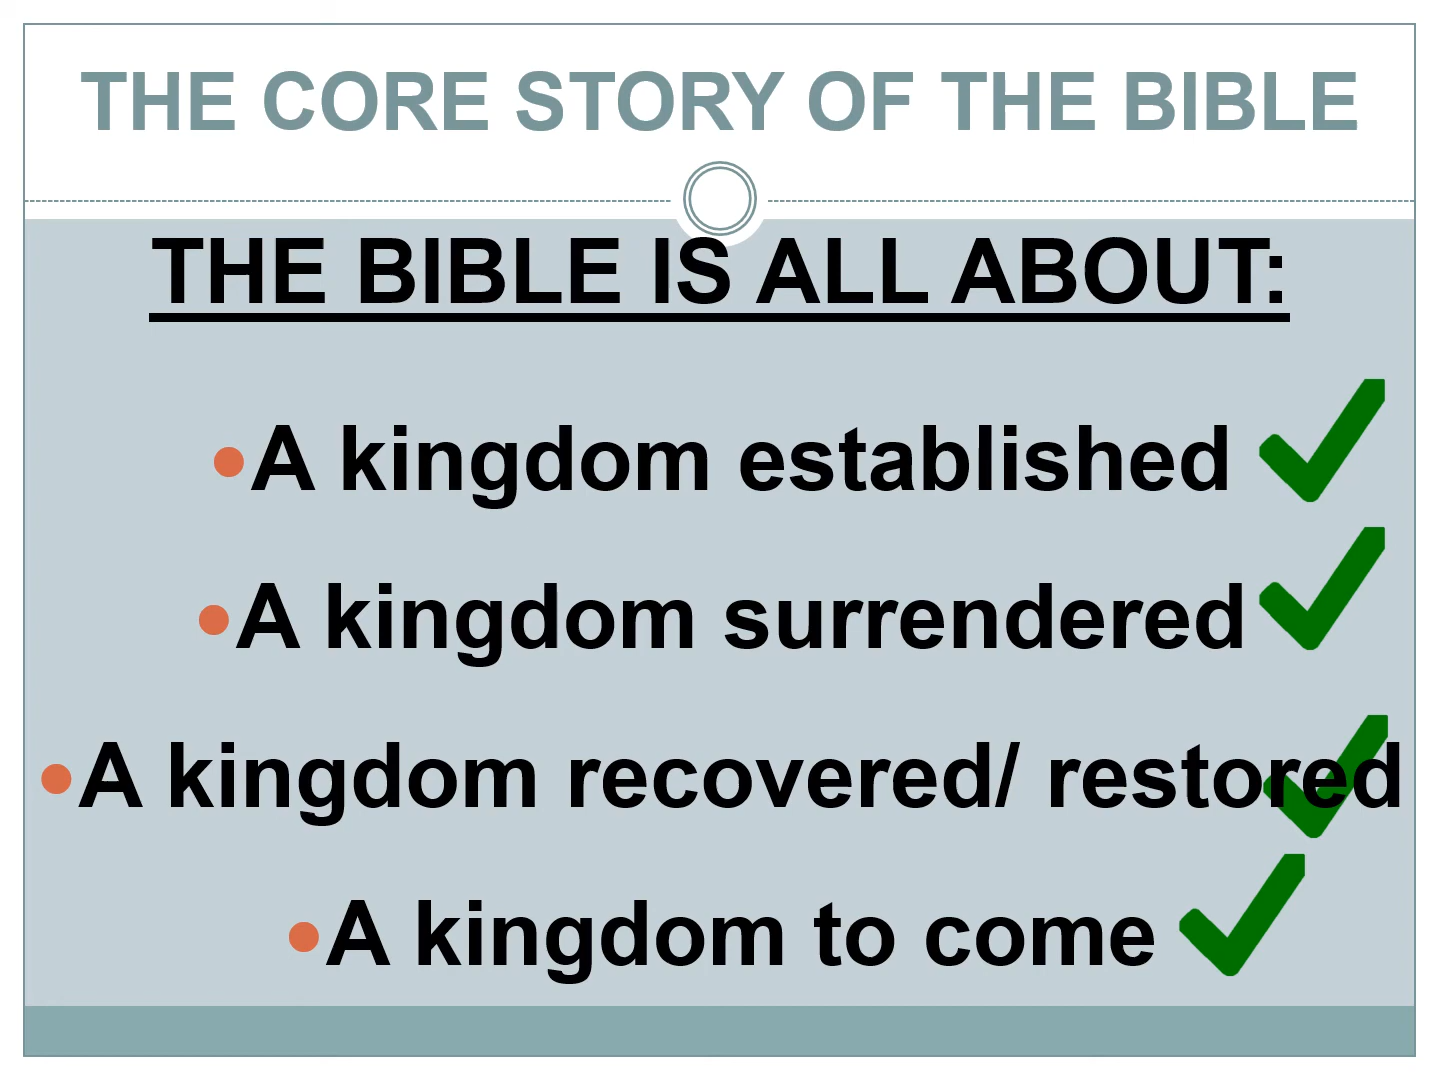 THE CORE STORY OF THE BIBLE
THE BIBLE IS ALL ABOUT:
•A kingdom established
•A kingdom surrendered
•A kingdom recovered/ restored
•A kingdom to come